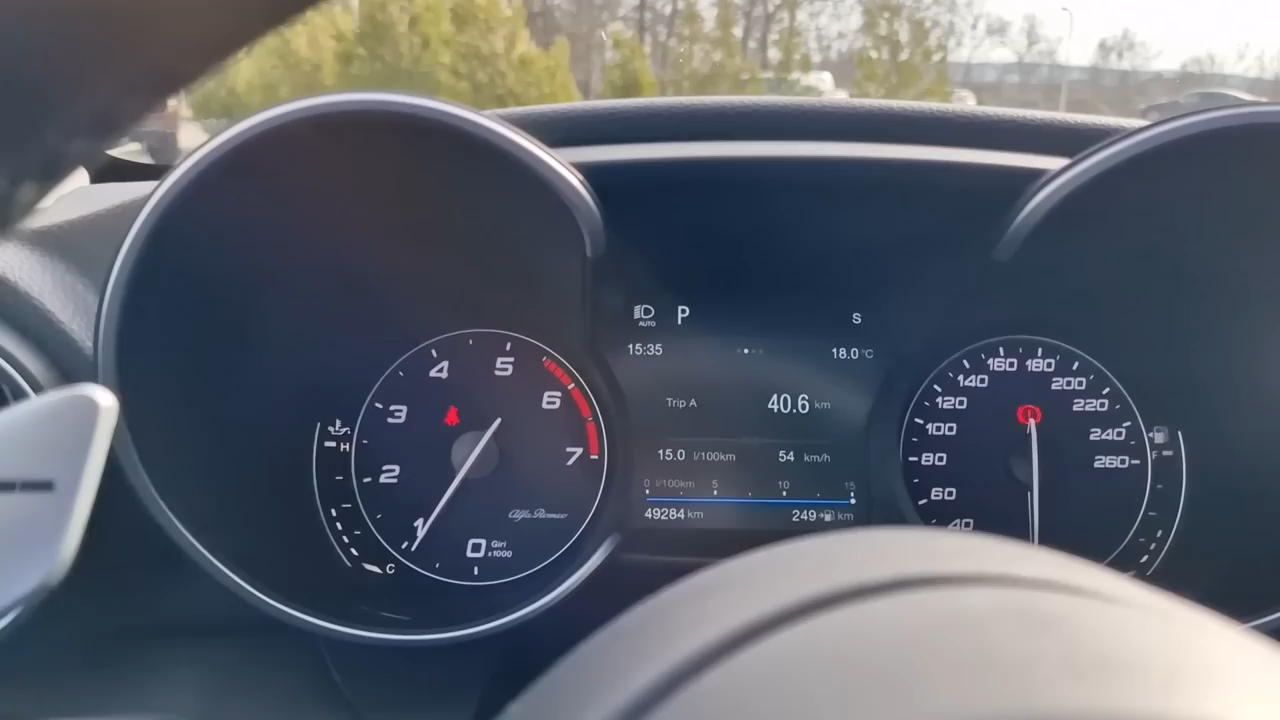 AUTO P S
15:35 18.0 °C
Trip A 40.6 km
15.0 l/100km 54 km/h
0 l/100km 5 10 15
49284 km 249 km
0 1 2 3 4 5 6 7
Giri
x1000
Alfa Romeo
H
C
40 60 80 100 120 140 160 180 200 220 240 260
F